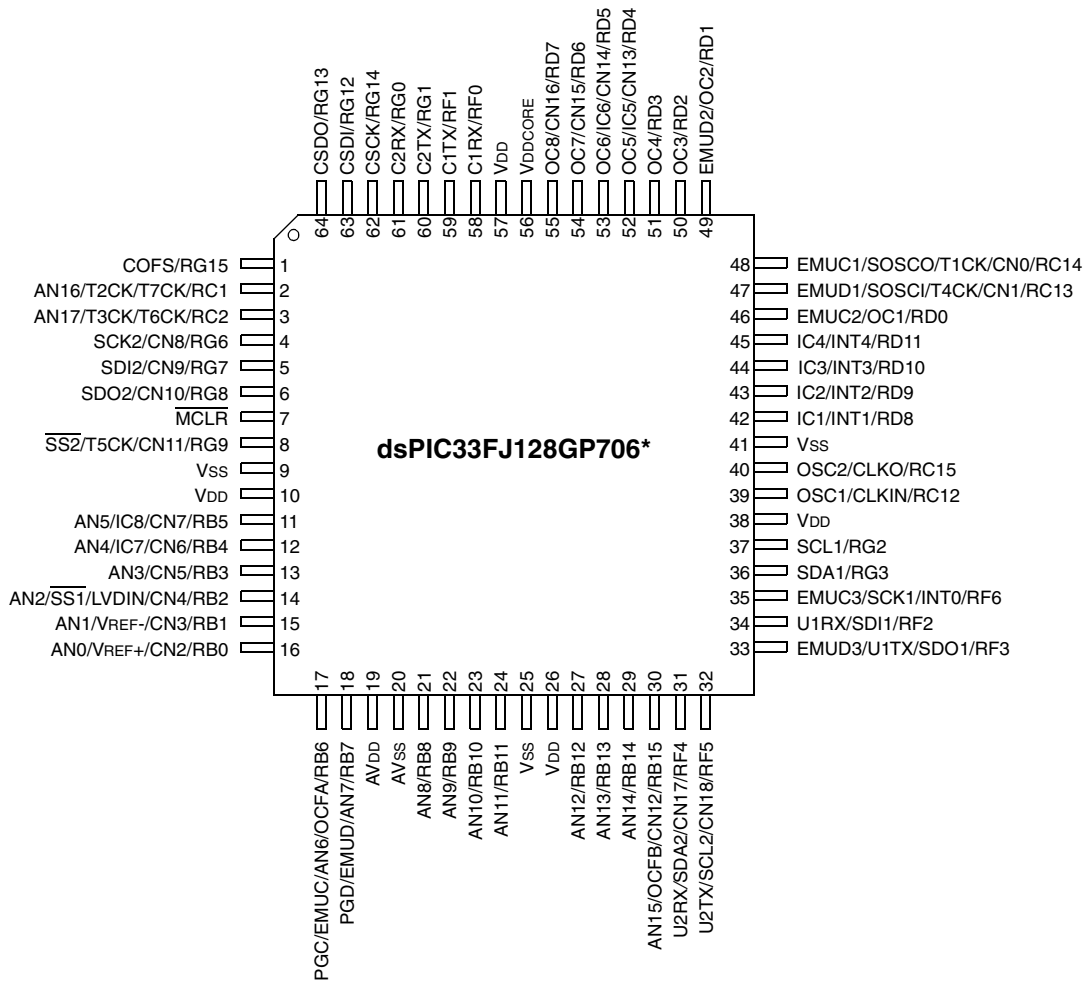 CSDO/RG13
CSDI/RG12
CSCK/RG14
C2RX/RG0
C2TX/RG1
C1TX/RF1
C1RX/RF0
VDD
VDDCORE
OC8/CN16/RD7
OC7/CN15/RD6
OC6/IC6/CN14/RD5
OC5/IC5/CN13/RD4
OC4/RD3
OC3/RD2
EMUD2/OC2/RD1
64 63 62 61 60 59 58 57 56 55 54 53 52 51 50 49
COFS/RG15 1
AN16/T2CK/T7CK/RC1 2
AN17/T3CK/T6CK/RC2 3
SCK2/CN8/RG6 4
SDI2/CN9/RG7 5
SDO2/CN10/RG8 6
MCLR 7
SS2/T5CK/CN11/RG9 8
VSS 9
VDD 10
AN5/IC8/CN7/RB5 11
AN4/IC7/CN6/RB4 12
AN3/CN5/RB3 13
AN2/SS1/LVDIN/CN4/RB2 14
AN1/VREF-/CN3/RB1 15
AN0/VREF+/CN2/RB0 16
dsPIC33FJ128GP706*
48 EMUC1/SOSCO/T1CK/CN0/RC14
47 EMUD1/SOSCI/T4CK/CN1/RC13
46 EMUC2/OC1/RD0
45 IC4/INT4/RD11
44 IC3/INT3/RD10
43 IC2/INT2/RD9
42 IC1/INT1/RD8
41 VSS
40 OSC2/CLKO/RC15
39 OSC1/CLKIN/RC12
38 VDD
37 SCL1/RG2
36 SDA1/RG3
35 EMUC3/SCK1/INT0/RF6
34 U1RX/SDI1/RF2
33 EMUD3/U1TX/SDO1/RF3
17 18 19 20 21 22 23 24 25 26 27 28 29 30 31 32
PGC/EMUC/AN6/OCFA/RB6
PGD/EMUD/AN7/RB7
AVDD
AVSS
AN8/RB8
AN9/RB9
AN10/RB10
AN11/RB11
VSS
VDD
AN12/RB12
AN13/RB13
AN14/RB14
AN15/OCFB/CN12/RB15
U2RX/SDA2/CN17/RF4
U2TX/SCL2/CN18/RF5